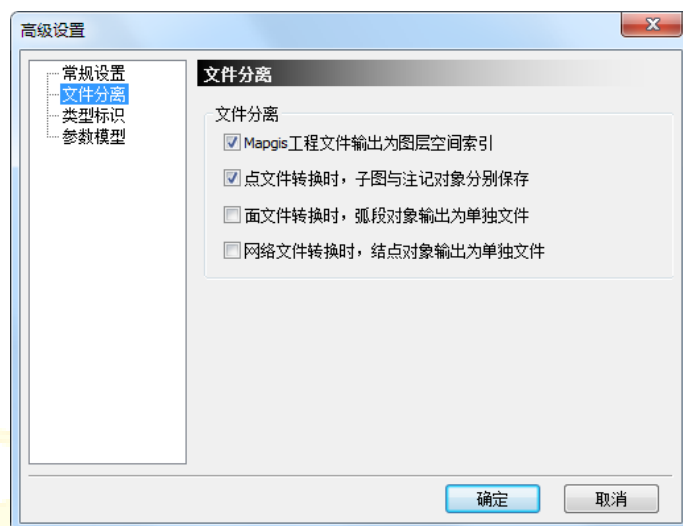 高级设置
常规设置
文件分离
类型标识
参数模型
文件分离
文件分离
Mapgis工程文件输出为图层空间索引
点文件转换时，子图与注记对象分别保存
面文件转换时，弧段对象输出为单独文件
网络文件转换时，结点对象输出为单独文件
确定
取消